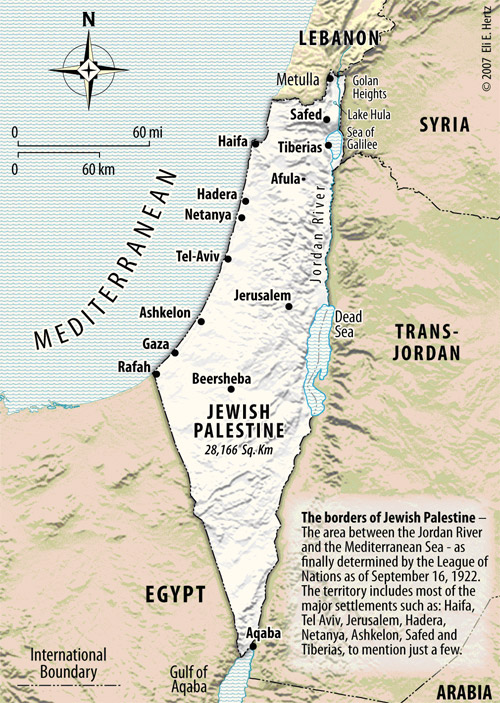 © 2007 Eli E. Hertz
N
LEBANON
Metulla
Golan
Heights
Safed
Lake Hula
SYRIA
0 60 mi
0 60 km
Haifa
Tiberias
Sea of
Galilee
Afula
MEDITERRANEAN
Hadera
Netanya
Jordan River
Tel-Aviv
Jerusalem
Ashkelon
Dead
Sea
TRANS-
JORDAN
Gaza
Rafah
Beersheba
JEWISH
PALESTINE
28,166 Sq. Km
The borders of Jewish Palestine –
The area between the Jordan River
and the Mediterranean Sea - as
finally determined by the League of
Nations as of September 16, 1922.
The territory includes most of the
major settlements such as: Haifa,
Tel Aviv, Jerusalem, Hadera,
Netanya, Ashkelon, Safed and
Tiberias, to mention just a few.
EGYPT
Aqaba
International
Boundary
Gulf of
Aqaba
ARABIA